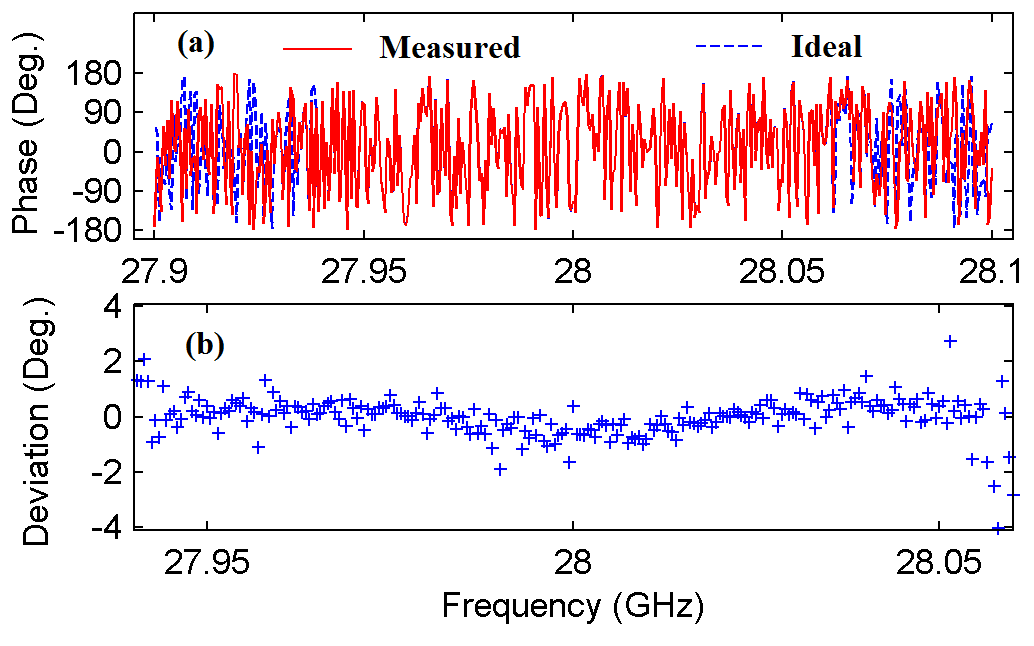 (a) Measured Ideal
Phase (Deg.)
180
90
0
-90
-180
27.9 27.95 28 28.05 28.1
(b)
Deviation (Deg.)
4
2
0
-2
-4
27.95 28 28.05
Frequency (GHz)